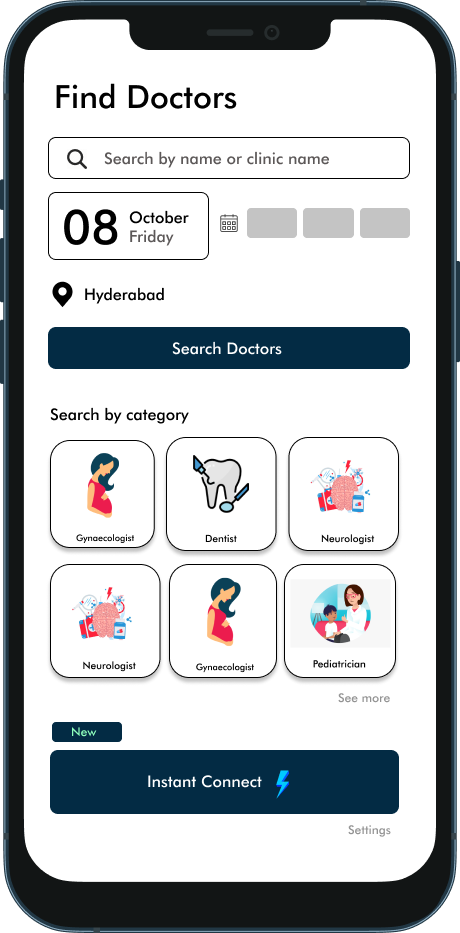 Find Doctors
Search by name or clinic name
08
October
Friday
Hyderabad
Search Doctors
Search by category
Gynaecologist
Dentist
Neurologist
Neurologist
Gynaecologist
Pediatrician
See more
New
Instant Connect
Settings